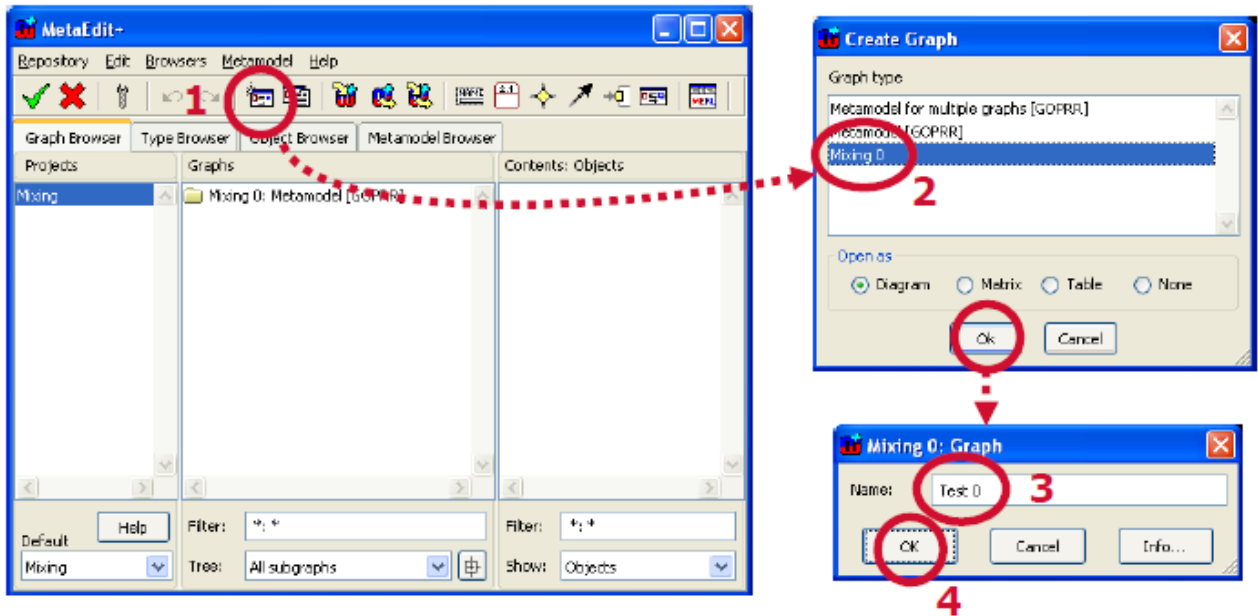 MetaEdit+
Repository Edit Browsers Metamodel Help
1
Graph Browser Type Browser Object Browser Metamodel Browser
Projects Graphs Contents: Objects
Mixing Mixing 0: Metamodel [GOPRR]
Help
Default
Mixing
Filter: *: *
Tree: All subgraphs
Filter: *: *
Show: Objects
Create Graph
Graph type
Metamodel for multiple graphs [GOPRR]
Metamodel [GOPRR]
Mixing 0
2
Open as
Diagram Matrix Table None
Ok Cancel
Mixing 0: Graph
Name: Test 0 3
OK Cancel Info...
4